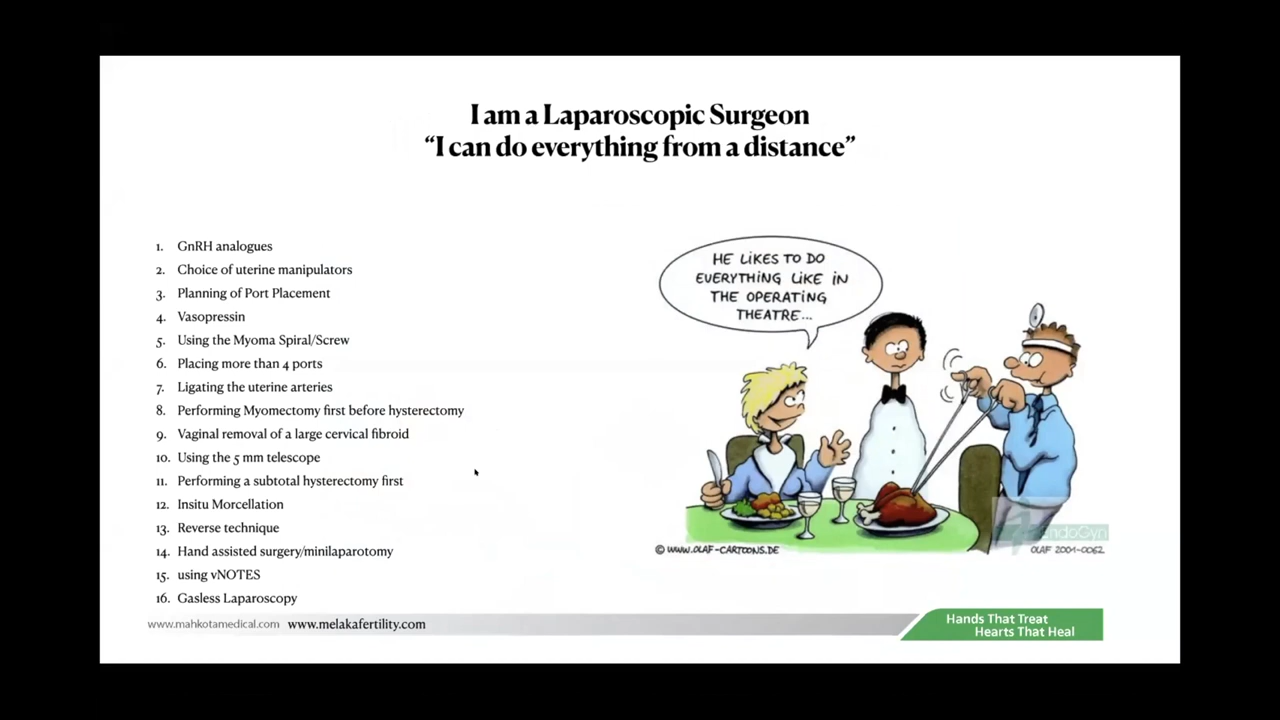 I am a Laparoscopic Surgeon
“I can do everything from a distance”
1. GnRH analogues
2. Choice of uterine manipulators
3. Planning of Port Placement
4. Vasopressin
5. Using the Myoma Spiral/Screw
6. Placing more than 4 ports
7. Ligating the uterine arteries
8. Performing Myomectomy first before hysterectomy
9. Vaginal removal of a large cervical fibroid
10. Using the 5 mm telescope
11. Performing a subtotal hysterectomy first
12. Insitu Morcellation
13. Reverse technique
14. Hand assisted surgery/minilaparotomy
15. using vNOTES
16. Gasless Laparoscopy
HE LIKES TO DO
EVERYTHING LIKE IN
THE OPERATING
THEATRE...
EndoGyn
© WWW.OLAF-CARTOONS.DE
OLAF 2001-0062
www.mahkotamedical.com www.melakafertility.com
Hands That Treat
Hearts That Heal